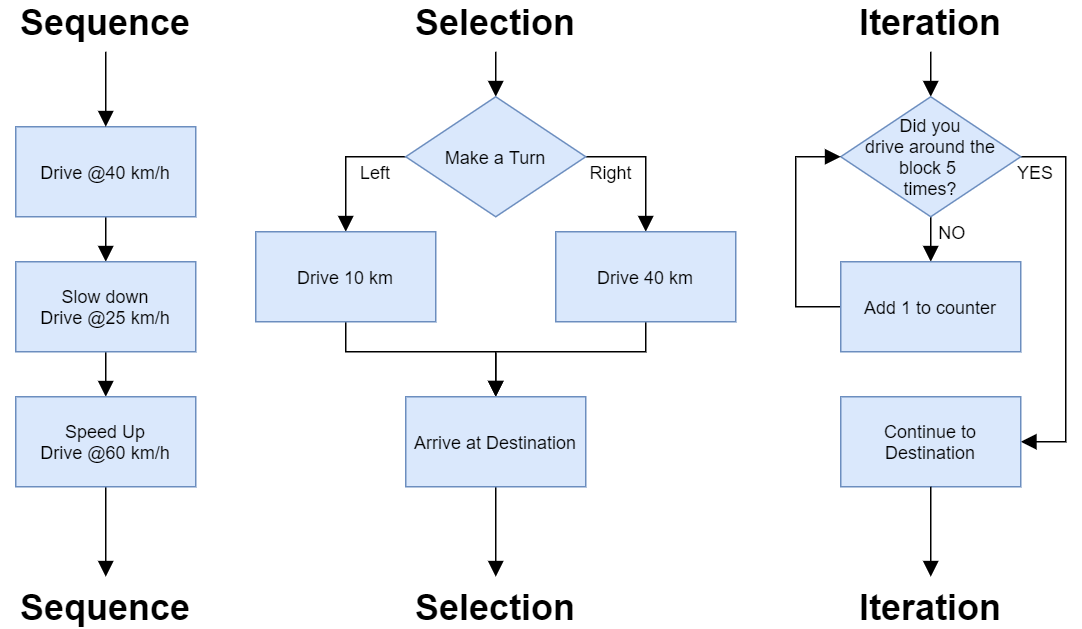 Sequence
Drive @40 km/h
Slow down
Drive @25 km/h
Speed Up
Drive @60 km/h
Sequence
Selection
Make a Turn
Left
Right
Drive 10 km
Drive 40 km
Arrive at Destination
Selection
Iteration
Did you
drive around the
block 5
times?
YES
NO
Add 1 to counter
Continue to
Destination
Iteration